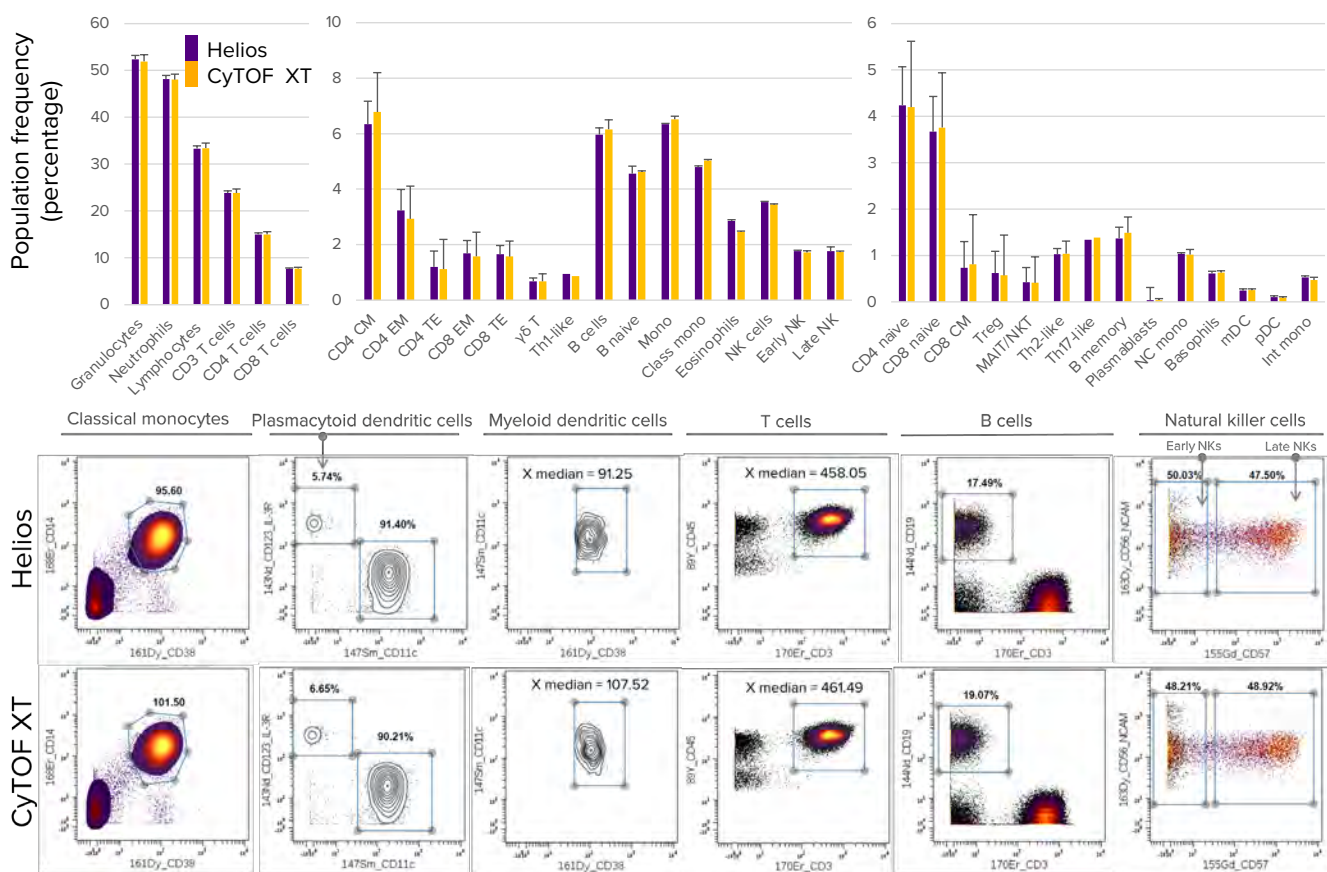 Population frequency
(percentage)
60
50
40
30
20
10
0
Helios
CyTOF XT
Granulocytes
Neutrophils
Lymphocytes
CD3 T cells
CD4 T cells
CD8 T cells
10
8
6
4
2
0
CD4 CM
CD4 EM
CD4 TE
CD8 EM
CD8 TE
γδ T
Th1-like
B cells
B naive
Mono
Class mono
Eosinophils
NK cells
Early NK
Late NK
6
5
4
3
2
1
0
CD4 naive
CD8 naive
CD8 CM
Treg
MAIT/NKT
Th2-like
Th17-like
B memory
Plasmablasts
NC mono
Basophils
mDC
pDC
Int mono
Classical monocytes
Plasmacytoid dendritic cells
Myeloid dendritic cells
T cells
B cells
Natural killer cells
Early NKs
Late NKs
Helios
95.60
168Er_CD14
161Dy_CD38
5.74%
91.40%
143Nd_CD123_IL-3R
147Sm_CD11c
X median = 91.25
147Sm_CD11c
161Dy_CD38
X median = 458.05
89Y_CD45
170Er_CD3
17.49%
144Nd_CD19
170Er_CD3
50.03%
47.50%
163Dy_CD56_NCAM
155Gd_CD57
CyTOF XT
101.50
168Er_CD14
161Dy_CD38
6.65%
90.21%
143Nd_CD123_IL-3R
147Sm_CD11c
X median = 107.52
147Sm_CD11c
161Dy_CD38
X median = 461.49
89Y_CD45
170Er_CD3
19.07%
144Nd_CD19
170Er_CD3
48.21%
48.92%
163Dy_CD56_NCAM
155Gd_CD57